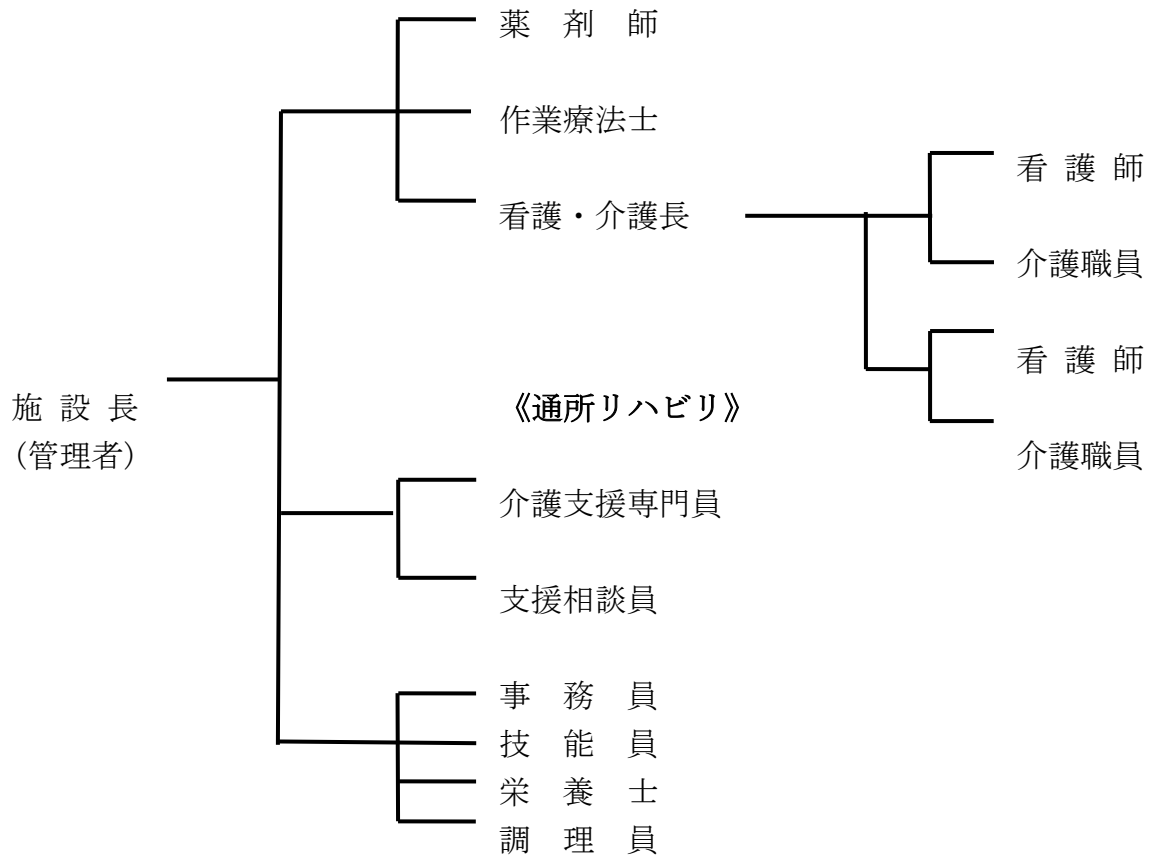 薬　剤　師
作業療法士
看 護 師
看護・介護長
介護職員
看 護 師
施 設 長
《通所リハビリ》
(管理者)
介護職員
介護支援専門員
支援相談員
事　務　員
技　能　員
栄　養　士
調　理　員